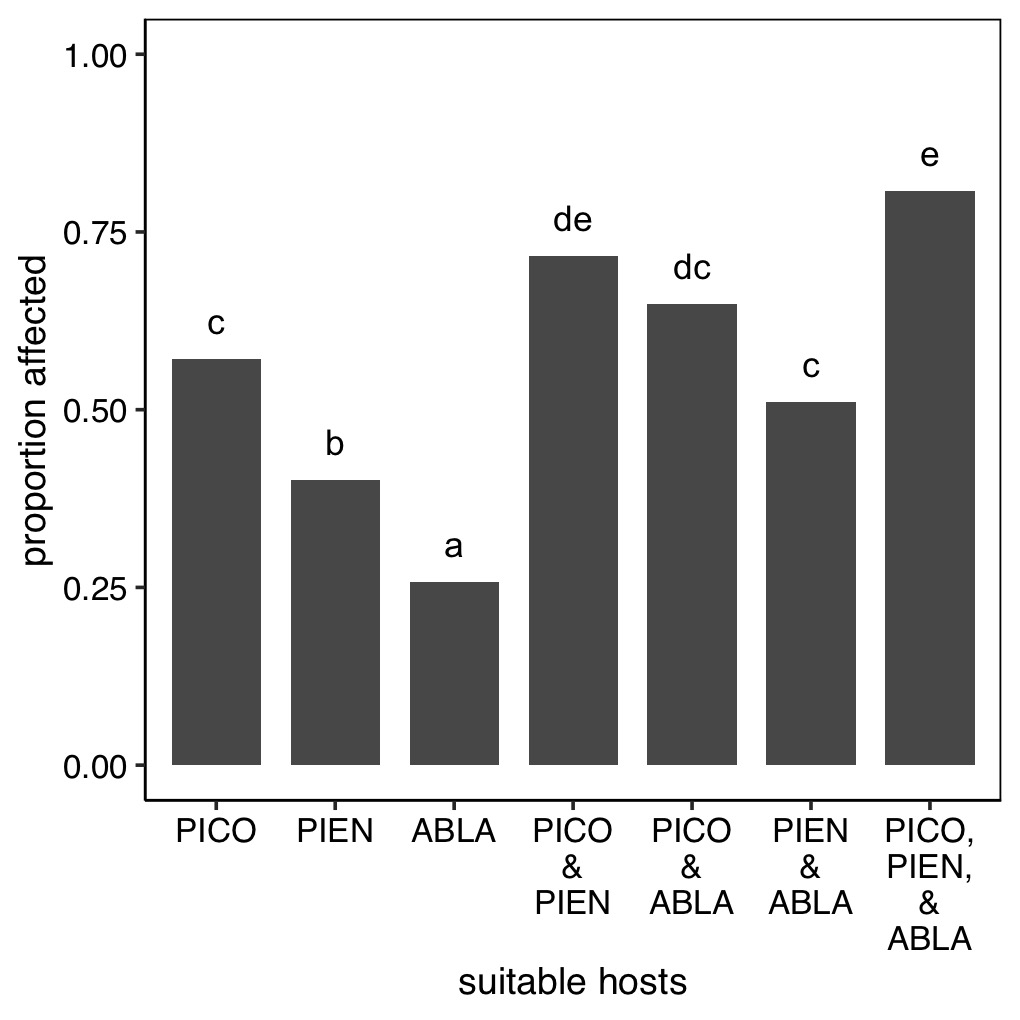 1.00
0.75
0.50
0.25
0.00
proportion affected
c
b
a
de
dc
c
e
PICO
PIEN
ABLA
PICO
&
PIEN
PICO
&
ABLA
PIEN
&
ABLA
PICO,
PIEN,
&
ABLA
suitable hosts